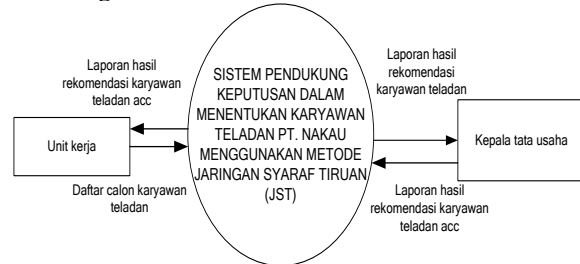 Laporan hasil
rekomendasi karyawan
teladan acc
Unit kerja
Daftar calon karyawan
teladan
SISTEM PENDUKUNG
KEPUTUSAN DALAM
MENENTUKAN KARYAWAN
TELADAN PT. NAKAU
MENGGUNAKAN METODE
JARINGAN SYARAF TIRUAN
(JST)
Laporan hasil
rekomendasi
karyawan teladan
Kepala tata usaha
Laporan hasil
rekomendasi karyawan
teladan acc